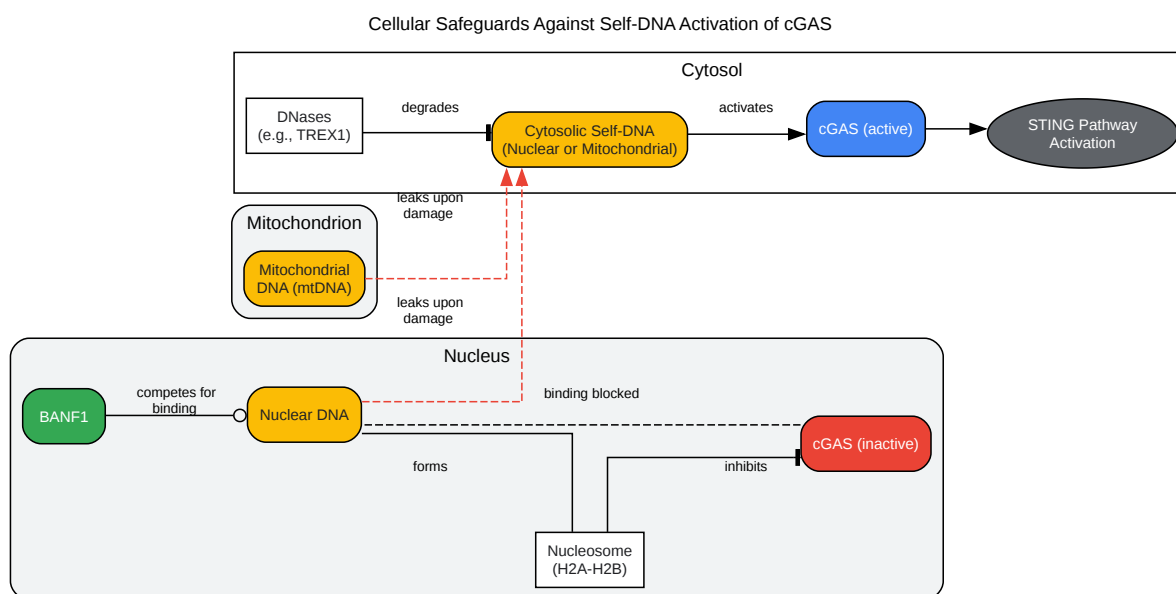 Cellular Safeguards Against Self-DNA Activation of cGAS
Cytosol
DNases
(e.g., TREX1)
degrades
Cytosolic Self-DNA
(Nuclear or Mitochondrial)
activates
cGAS (active)
STING Pathway
Activation
leaks upon
damage
Mitochondrion
Mitochondrial
DNA (mtDNA)
leaks upon
damage
Nucleus
BANF1
competes for
binding
Nuclear DNA
binding blocked
cGAS (inactive)
forms
inhibits
Nucleosome
(H2A-H2B)